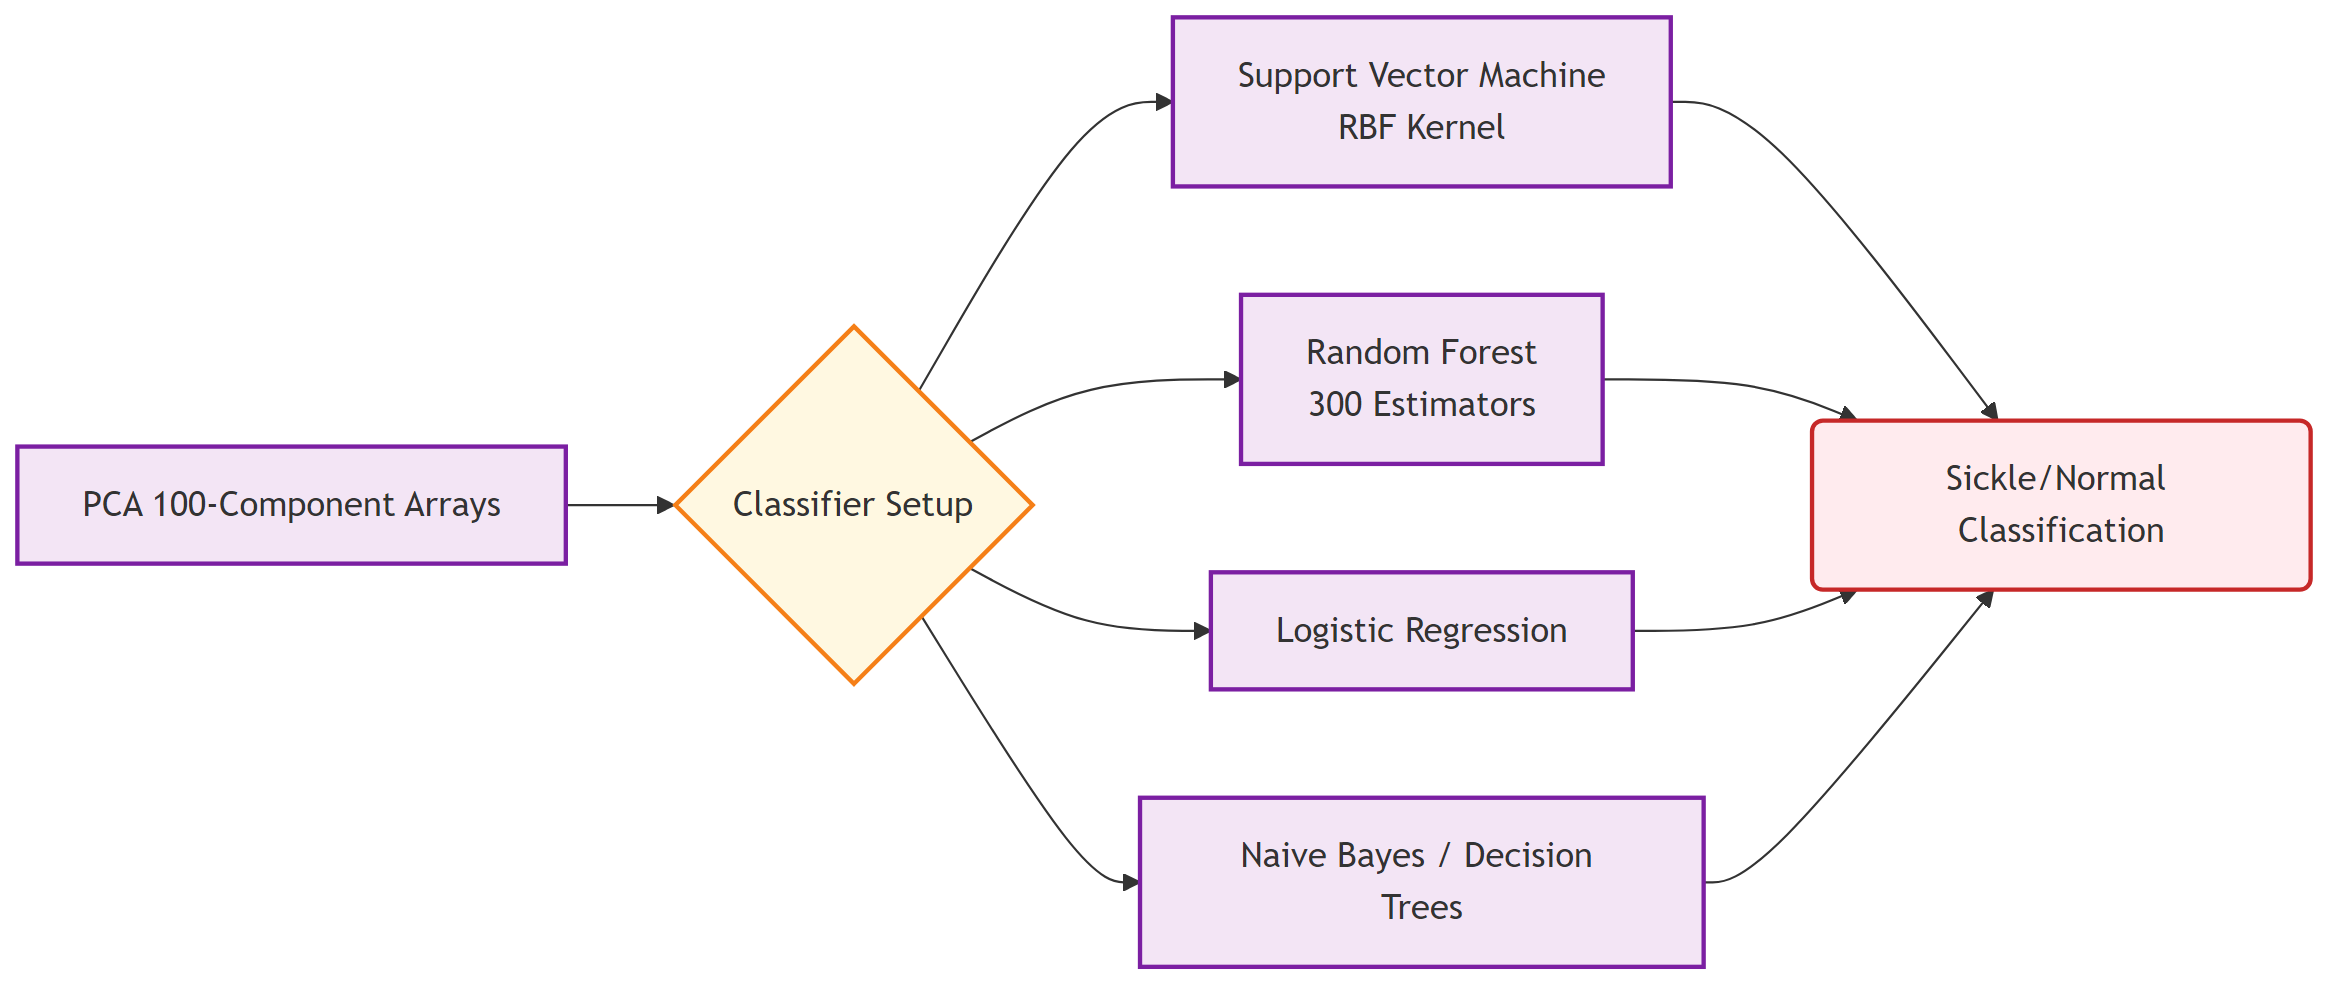 PCA 100-Component Arrays
Classifier Setup
Support Vector Machine
RBF Kernel
Random Forest
300 Estimators
Logistic Regression
Naive Bayes / Decision
Trees
Sickle/Normal
Classification